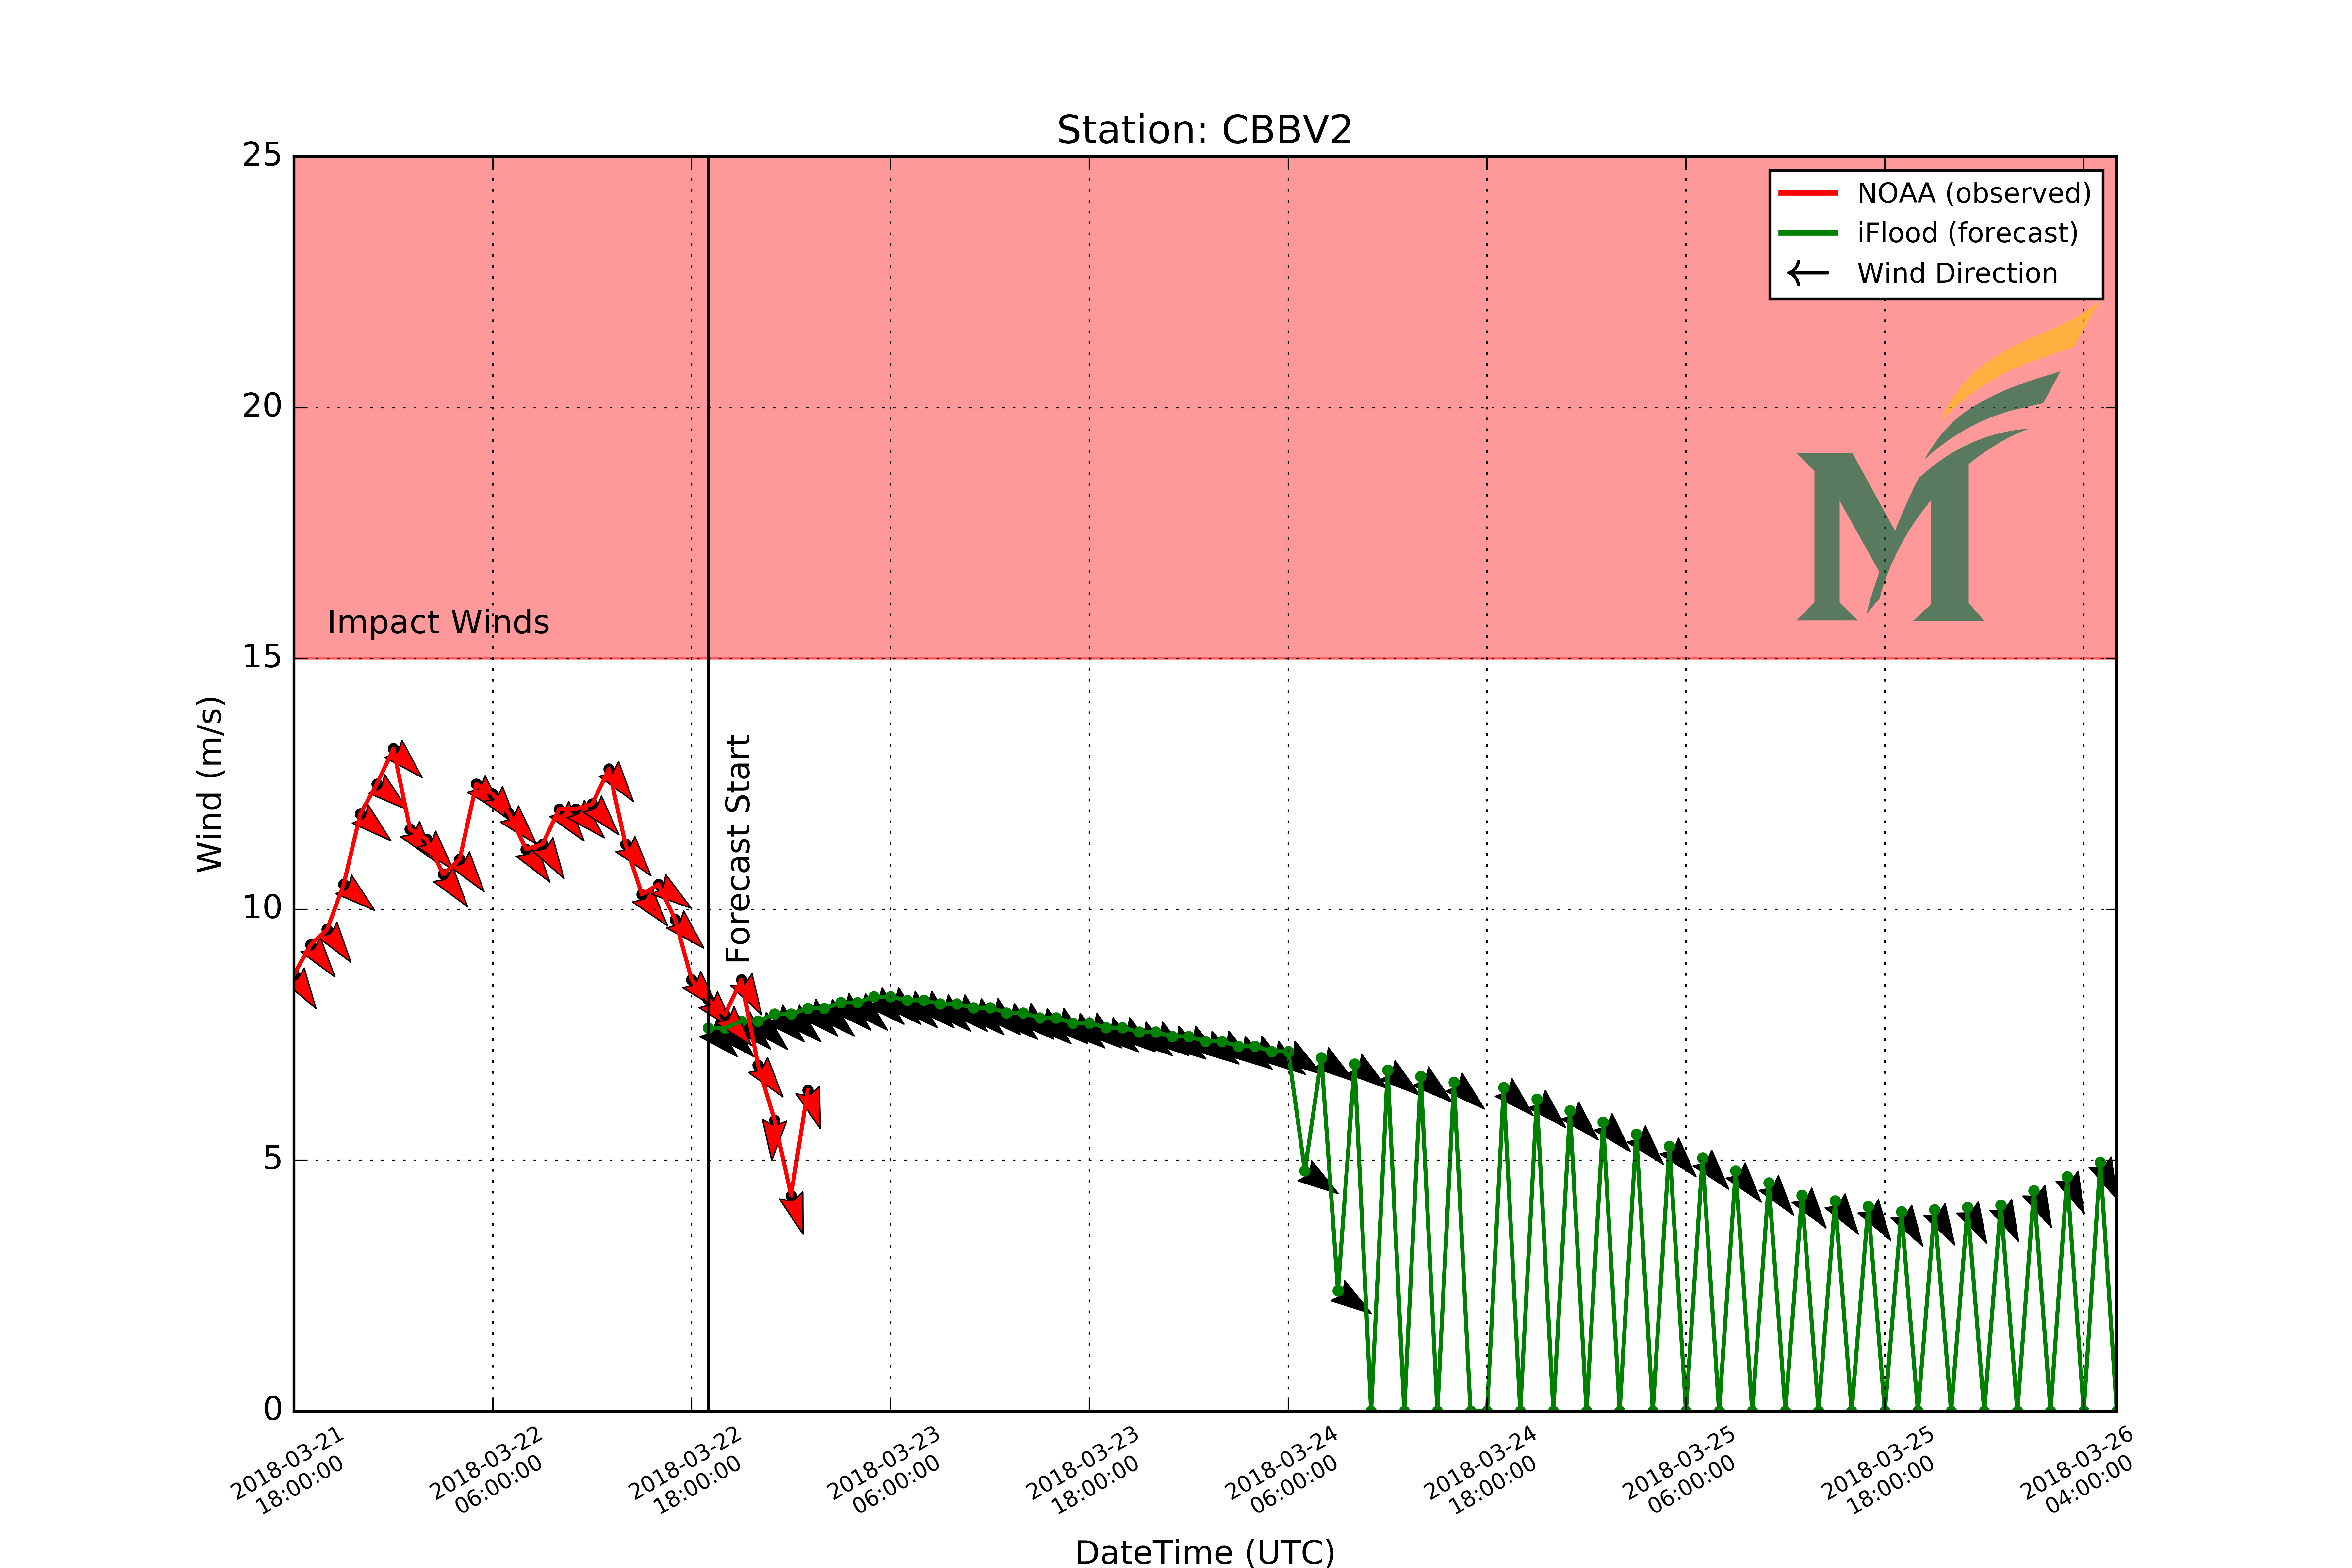 Station: CBBV2
25
20
15
10
5
0
Wind (m/s)
NOAA (observed)
iFlood (forecast)
Wind Direction
M
Impact Winds
Forecast Start
2018-03-21
18:00:00
2018-03-22
06:00:00
2018-03-22
18:00:00
2018-03-23
06:00:00
2018-03-23
18:00:00
2018-03-24
06:00:00
2018-03-24
18:00:00
2018-03-25
06:00:00
2018-03-25
18:00:00
2018-03-26
04:00:00
DateTime (UTC)